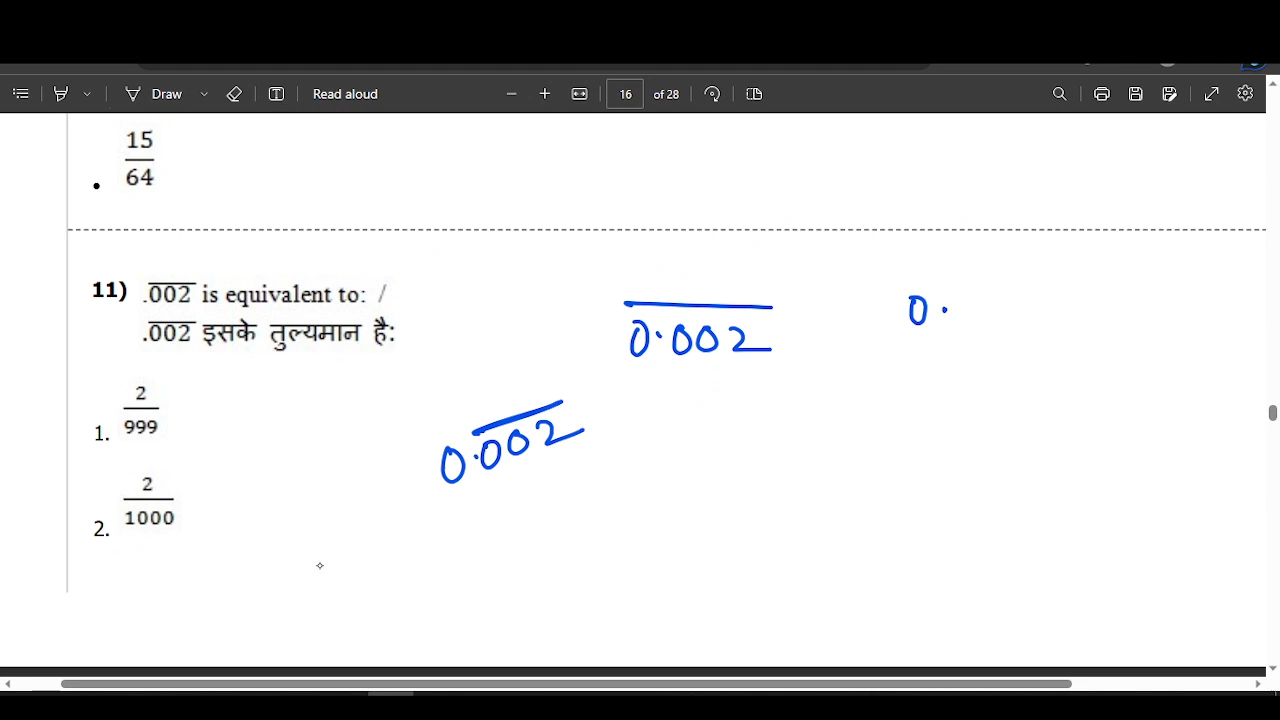 Draw
Read aloud
16 of 28
15
64
11) .002 is equivalent to: /
.002 इसके तुल्यमान है:
0.002
0.
2
999
1.
0.002
2
1000
2.